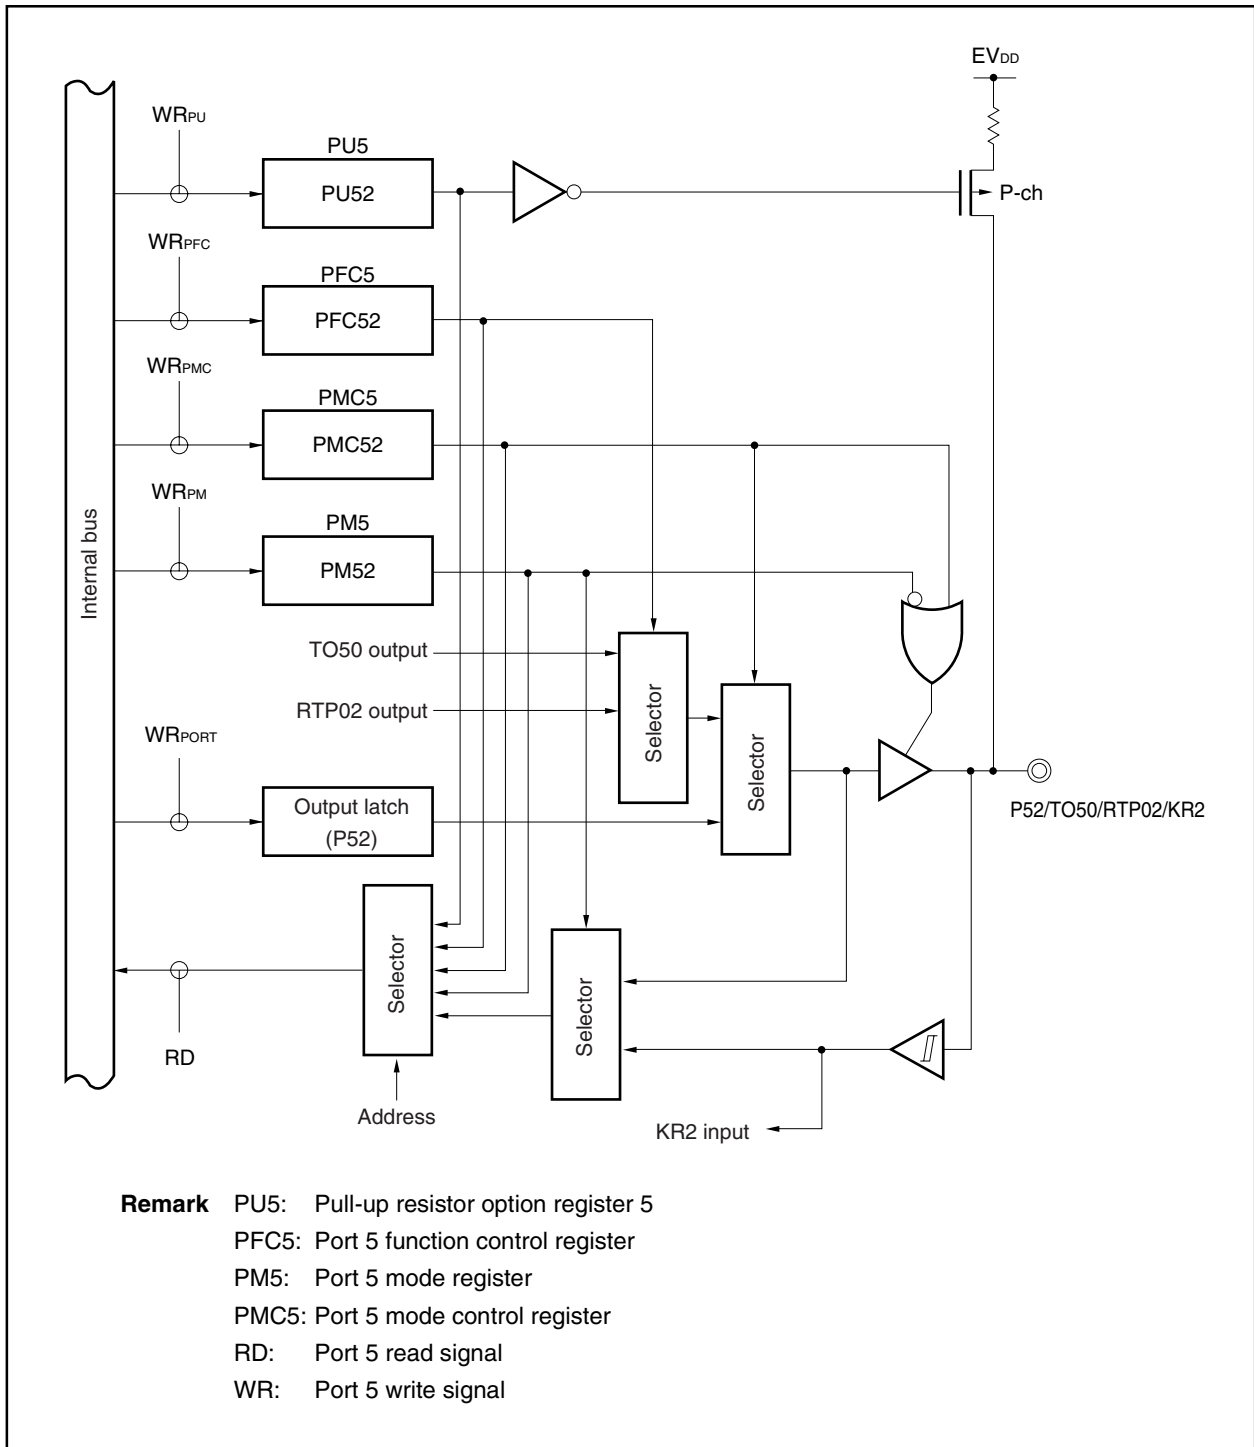 EVDD
WRPU
PU5
PU52
P-ch
WRPFC
PFC5
PFC52
WRPMC
PMC5
PMC52
WRPM
PM5
PM52
Internal bus
TO50 output
RTP02 output
Selector
Selector
WRPORT
Output latch
(P52)
P52/TO50/RTP02/KR2
Selector
Selector
RD
Address
KR2 input
Remark PU5: Pull-up resistor option register 5
PFC5: Port 5 function control register
PM5: Port 5 mode register
PMC5: Port 5 mode control register
RD: Port 5 read signal
WR: Port 5 write signal